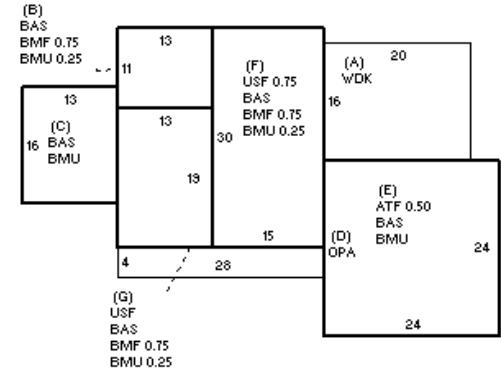 (B)
BAS
BMF 0.75
BMU 0.25
13
11
20
(A)
WDK
16
(F)
USF 0.75
BAS
BMF 0.75
BMU 0.25
30
13
(C)
BAS
BMU
16
13
19
15
(E)
ATF 0.50
BAS
BMU
24
24
(D)
OPA
4
28
(G)
USF
BAS
BMF 0.75
BMU 0.25